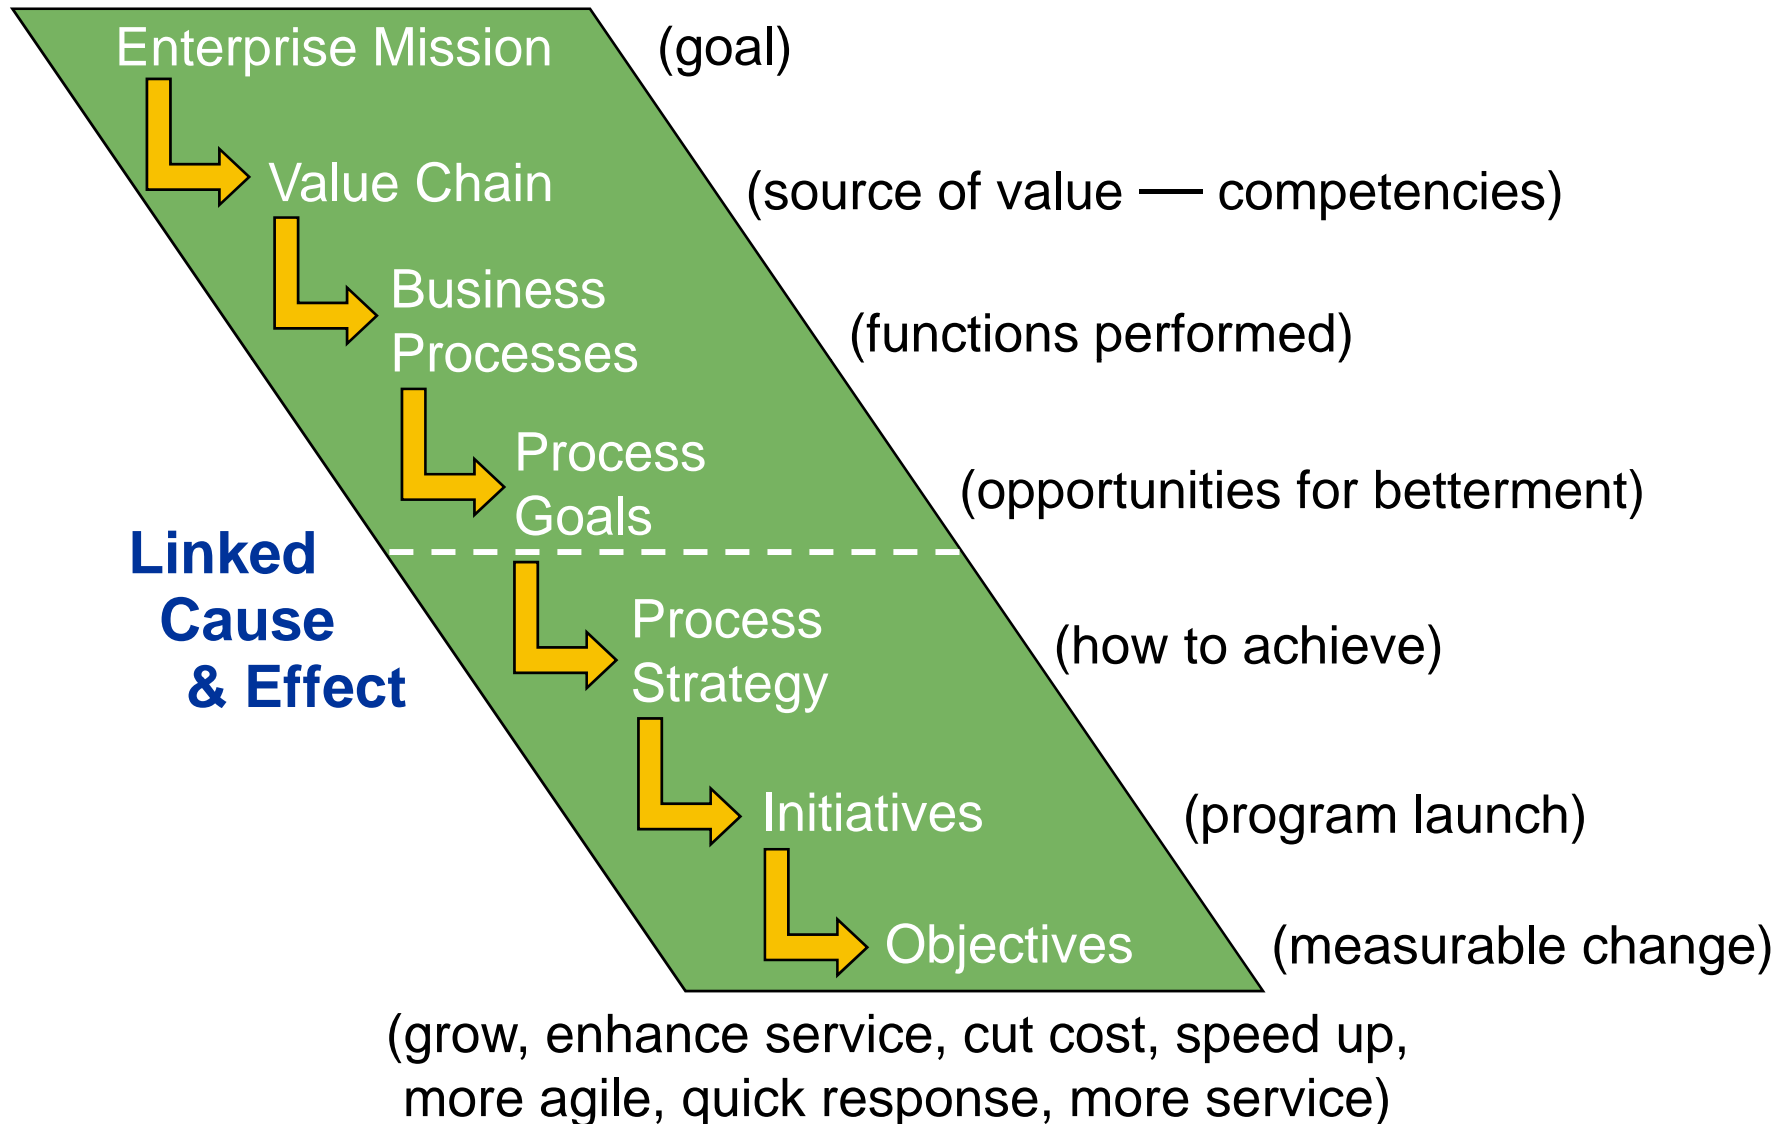 Enterprise Mission
(goal)
Value Chain
(source of value — competencies)
Business
Processes
(functions performed)
Process
Goals
(opportunities for betterment)
Linked
Cause
& Effect
Process
Strategy
(how to achieve)
Initiatives
(program launch)
Objectives
(measurable change)
(grow, enhance service, cut cost, speed up,
more agile, quick response, more service)